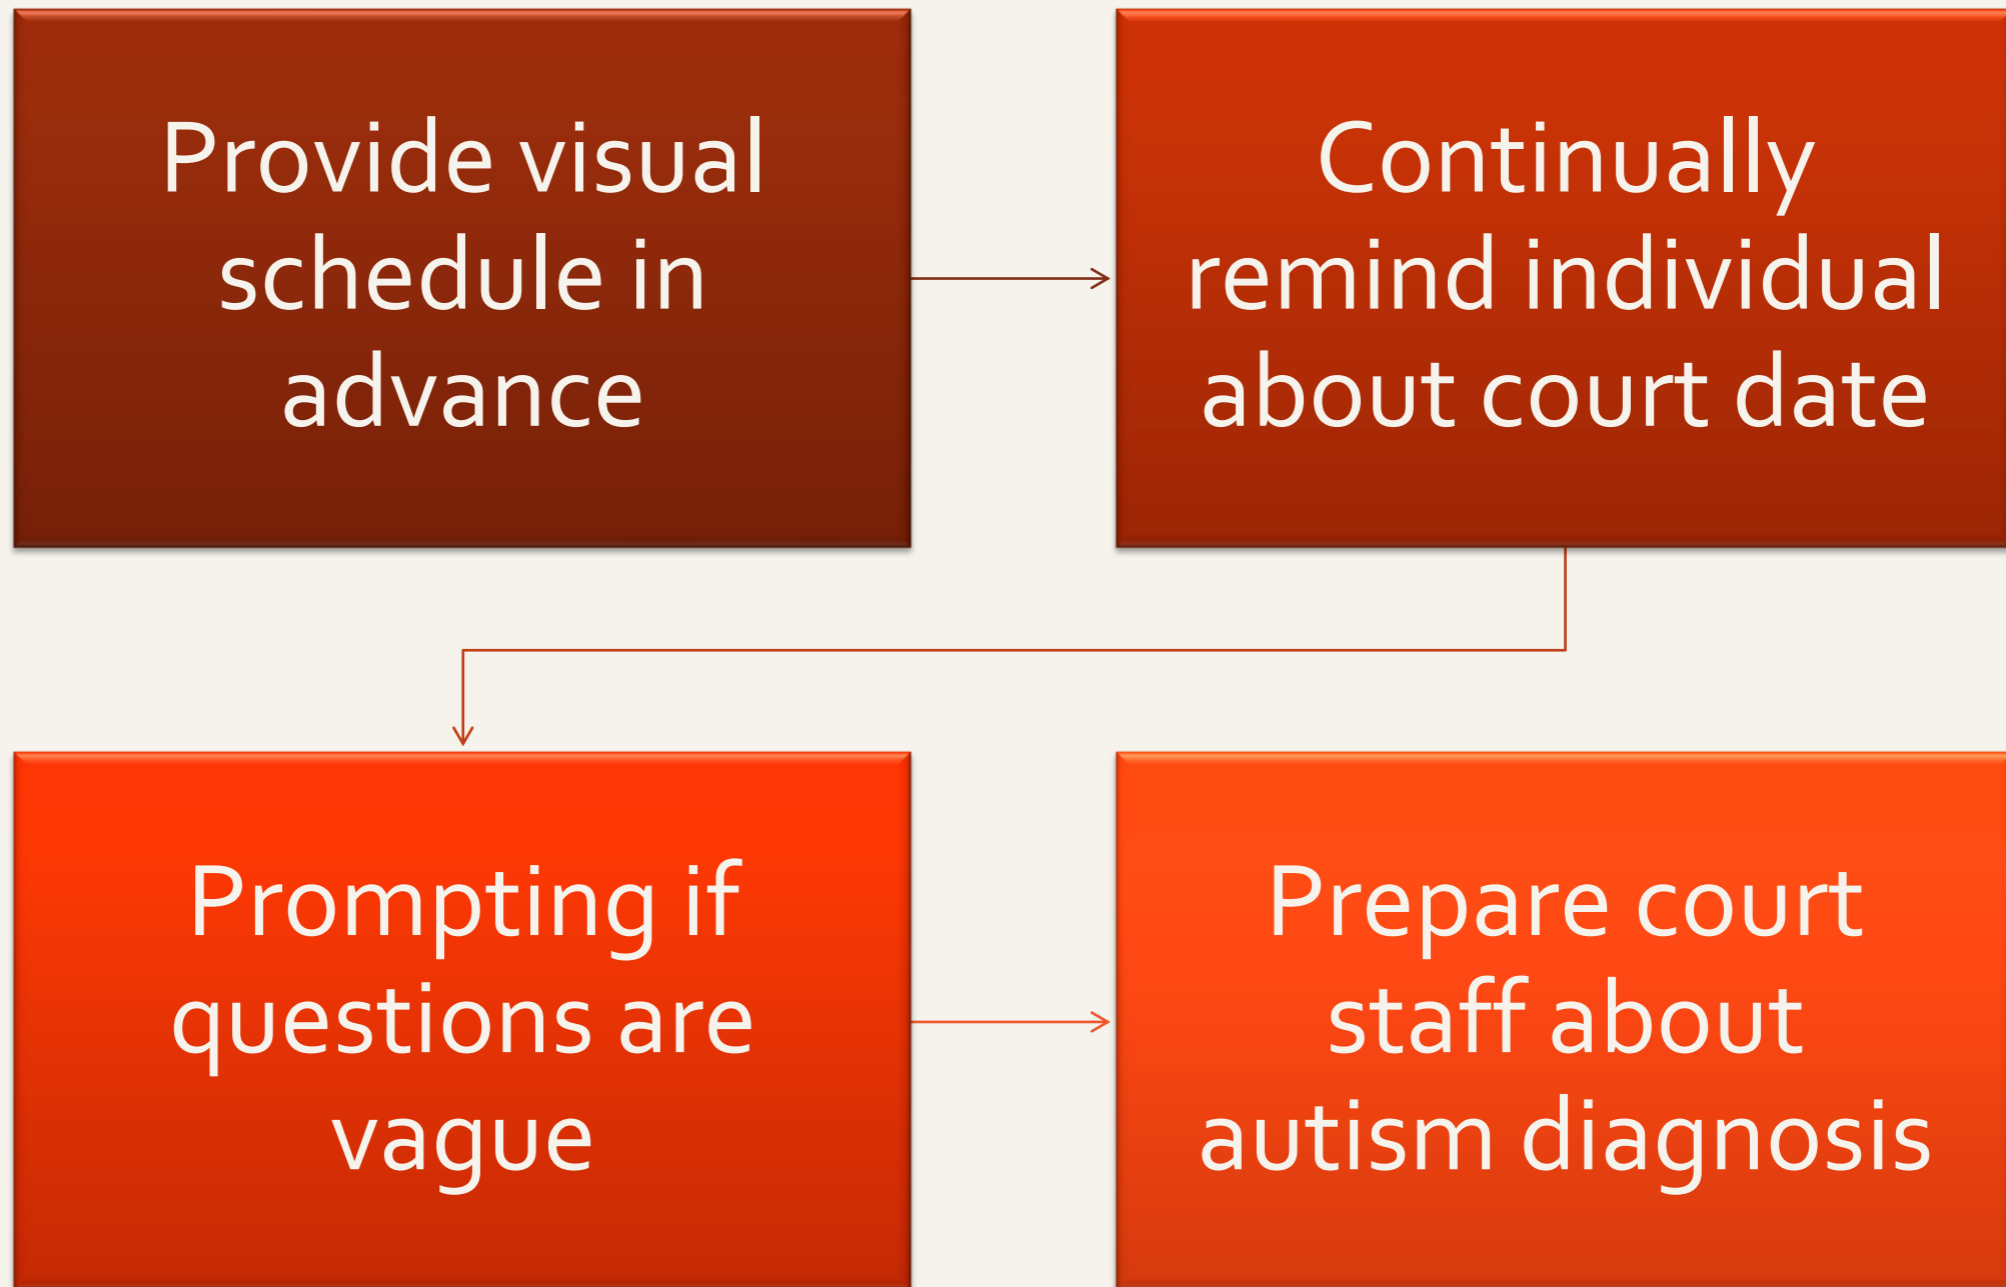 Provide visual
schedule in
advance
Continually
remind individual
about court date
Prompting if
questions are
vague
Prepare court
staff about
autism diagnosis